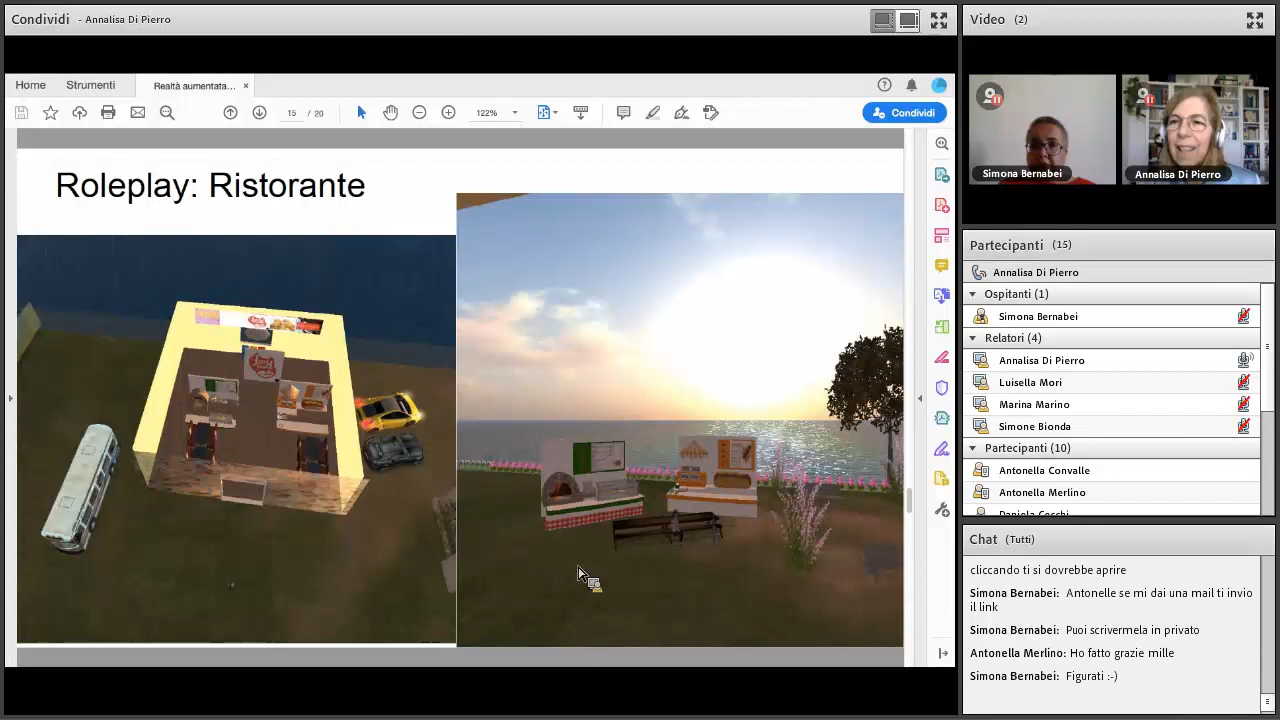 Condividi - Annalisa Di Pierro
Home Strumenti Realtà aumentata... ×
15 / 20 122% Condividi
Roleplay: Ristorante
Video (2)
Simona Bernabei
Annalisa Di Pierro
Partecipanti (15)
Annalisa Di Pierro
Ospitanti (1)
Simona Bernabei
Relatori (4)
Annalisa Di Pierro
Luisella Mori
Marina Marino
Simone Bionda
Partecipanti (10)
Antonella Convalle
Antonella Merlino
Daniela Cecchi
Chat (Tutti)
cliccando ti si dovrebbe aprire
Simona Bernabei: Antonelle se mi dai una mail ti invio
il link
Simona Bernabei: Puoi scrivermela in privato
Antonella Merlino: Ho fatto grazie mille
Simona Bernabei: Figurati :-)